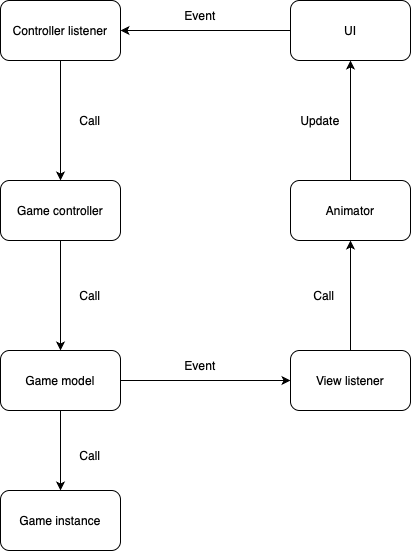 Event
Controller listener
UI
Call
Update
Game controller
Animator
Call
Call
Event
Game model
View listener
Call
Game instance